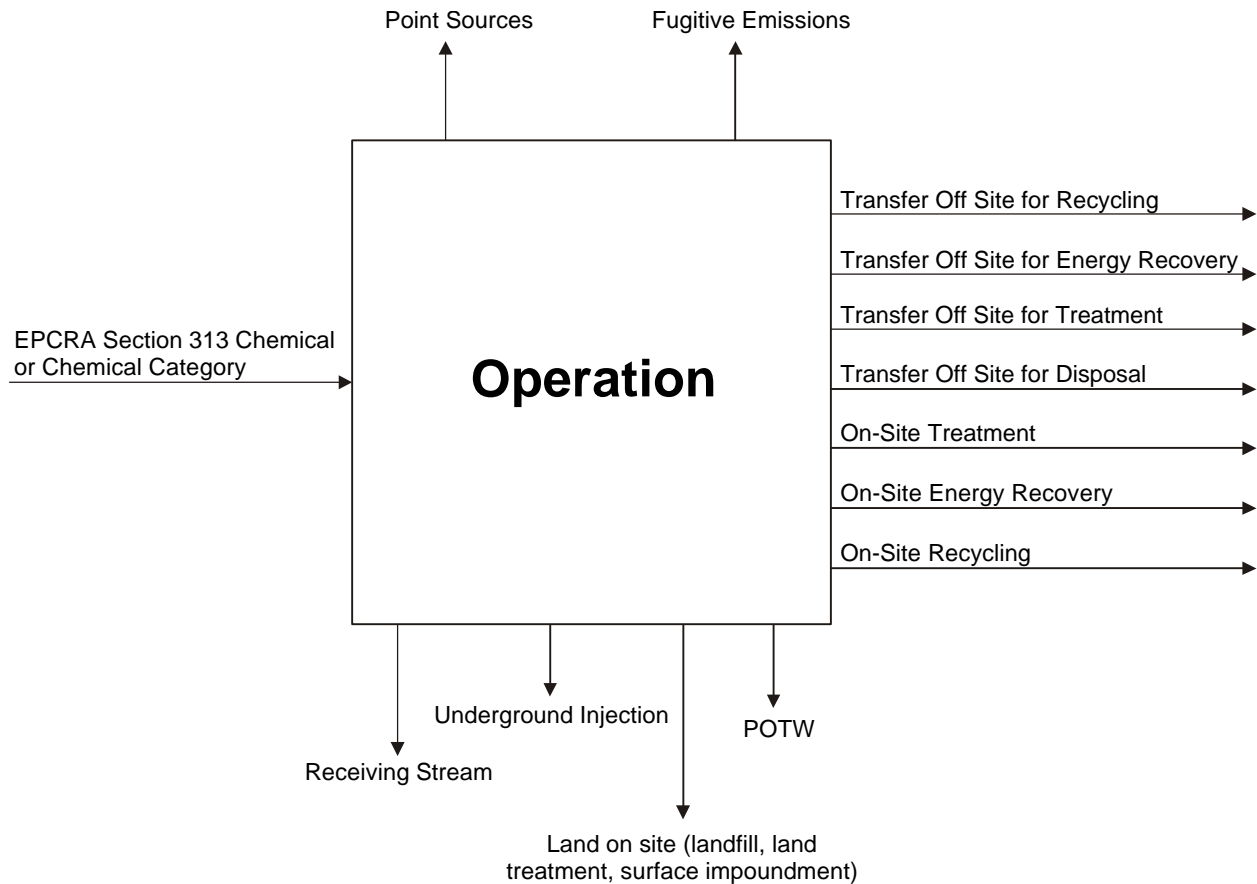 Point Sources
Fugitive Emissions
Transfer Off Site for Recycling
Transfer Off Site for Energy Recovery
Transfer Off Site for Treatment
EPCRA Section 313 Chemical
or Chemical Category
Operation
Transfer Off Site for Disposal
On-Site Treatment
On-Site Energy Recovery
On-Site Recycling
Underground Injection
POTW
Receiving Stream
Land on site (landfill, land
treatment, surface impoundment)